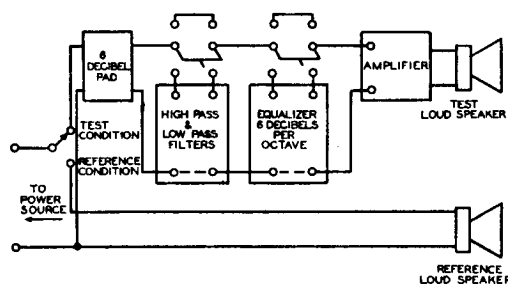 6
DECIBEL
PAD
HIGH PASS
&
LOW PASS
FILTERS
EQUALIZER
6 DECIBELS
PER
OCTAVE
AMPLIFIER
TEST
LOUD SPEAKER
TEST
CONDITION
REFERENCE
CONDITION
TO
POWER
SOURCE
REFERENCE
LOUD SPEAKER